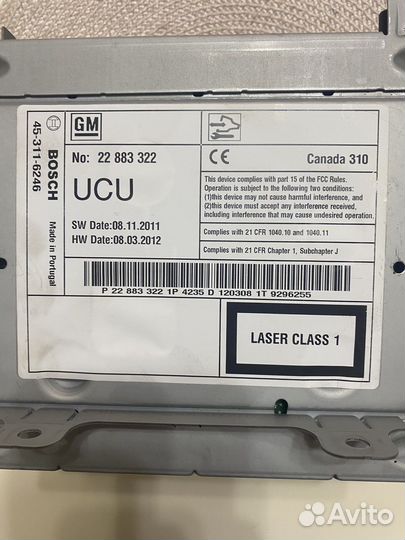 GM
No: 22 883 322
UCU
SW Date:08.11.2011
HW Date:08.03.2012
BOSCH
45-311-6246
Made in Portugal
CE
Canada 310
This device complies with part 15 of the FCC Rules.
Operation is subject to the following two conditions:
(1)this device may not cause harmful interference, and
(2)this device must accept any interference received,
including interference that may cause undesired
operation.
Complies with 21 CFR 1040.10 and 1040.11
Complies with 21 CFR Chapter 1, Subchapter J
P 22 883 322 1P 4235 D 120308 1T 9296255
LASER CLASS 1
Avito